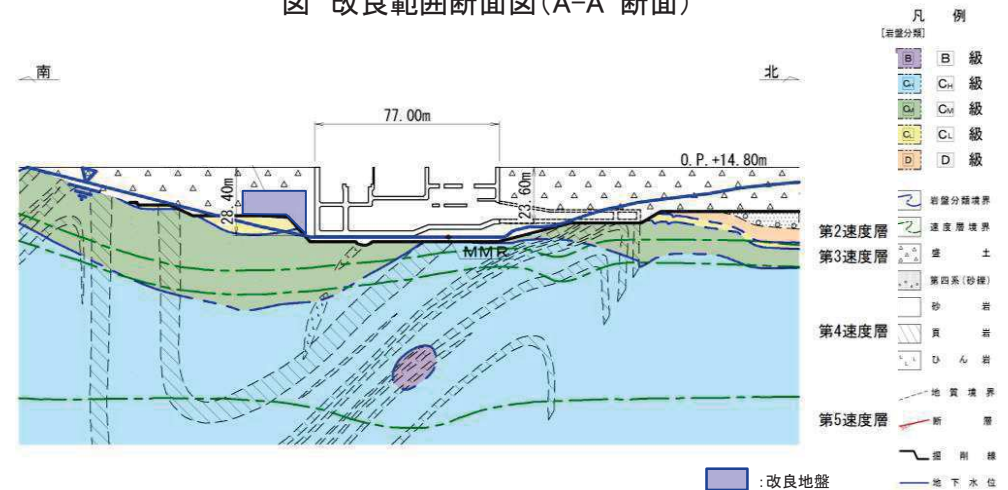 図 改良範囲断面図(A-A' 断面)
凡 例
[岩盤分類]
B B 級
CH CH 級
CM CM 級
CL CL 級
D D 級
岩盤分類境界
速度層境界
盛 土
第四系(砂礫)
砂 岩
頁 岩
ひ ん 岩
地 質 境 界
断 層
掘 削 線
地 下 水 位
南
北
77.00m
O.P.+14.80m
28.40m
23.60m
MMR
第2速度層
第3速度層
第4速度層
第5速度層
:改良地盤